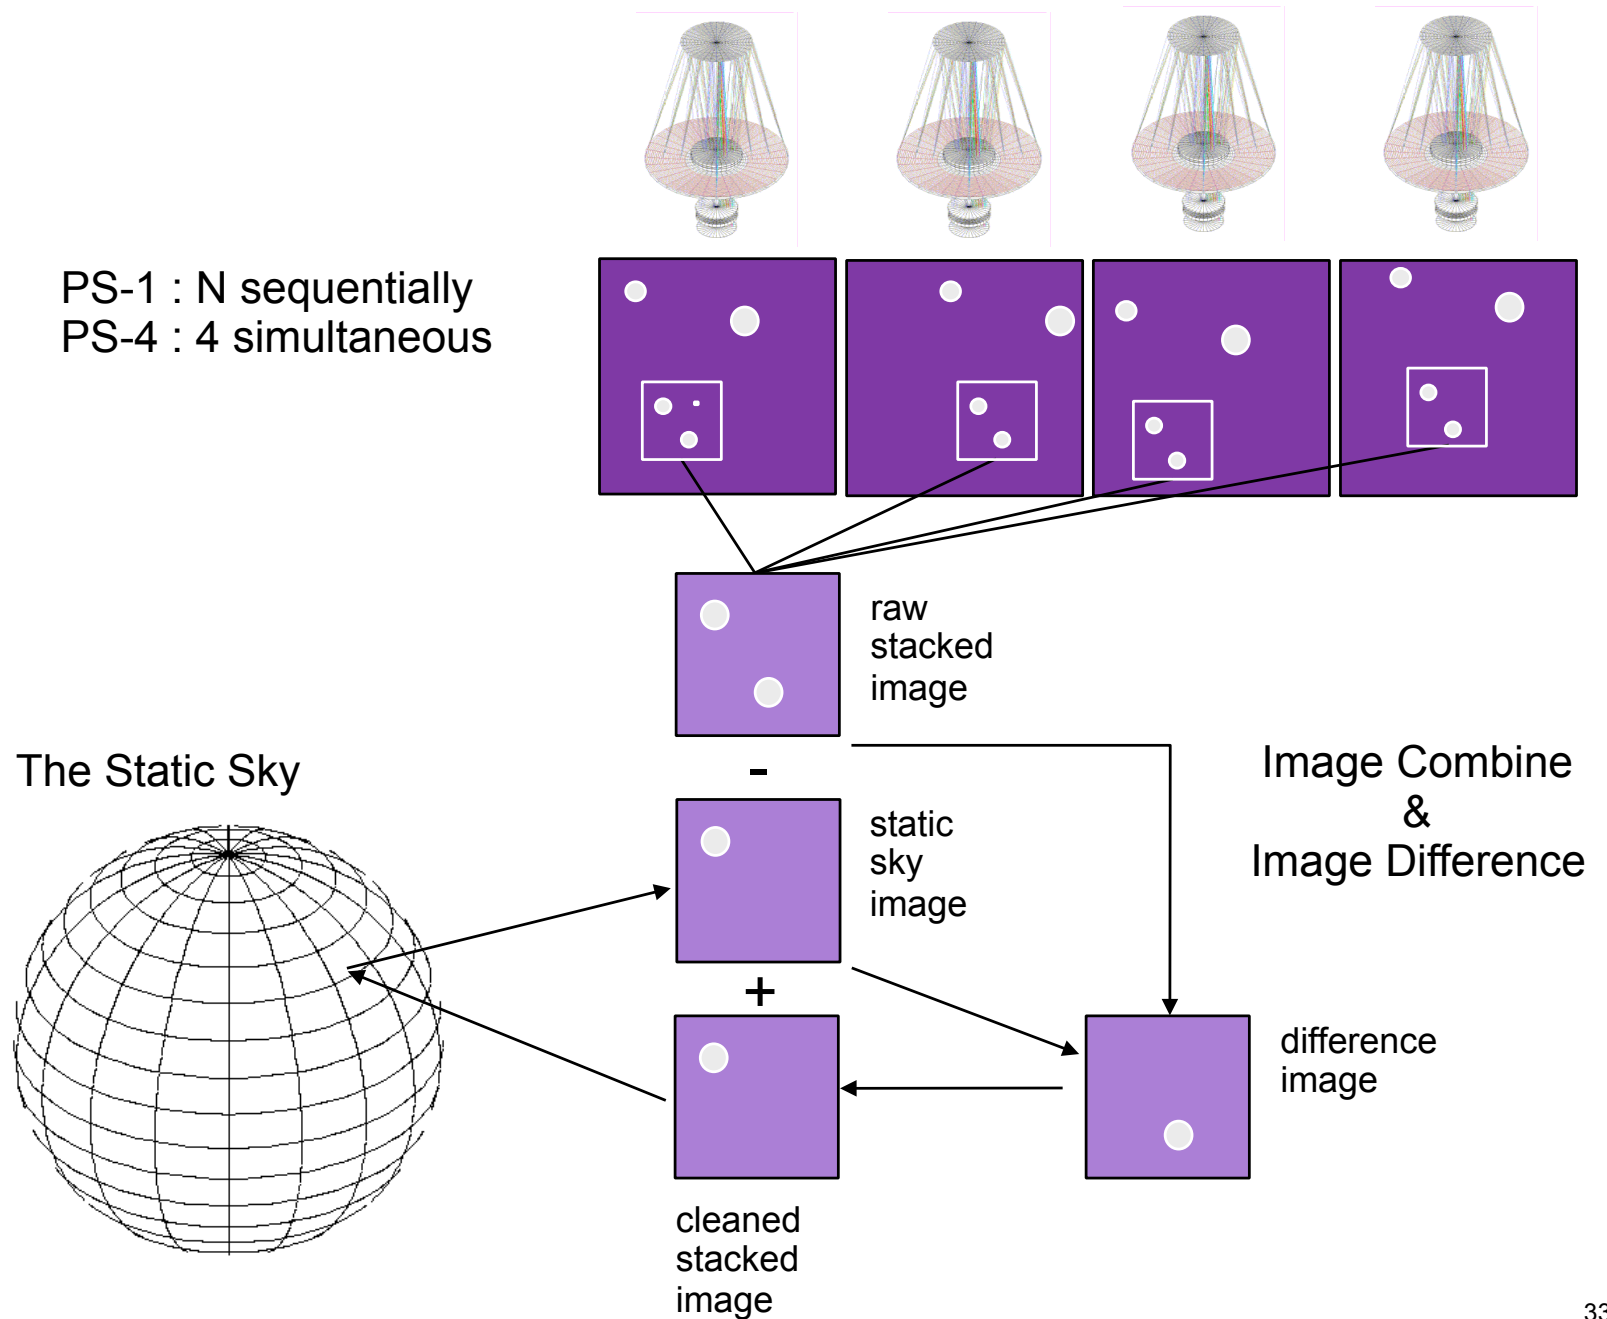 PS-1 : N sequentially
PS-4 : 4 simultaneous
raw
stacked
image
The Static Sky
-
Image Combine
&
Image Difference
static
sky
image
+
difference
image
cleaned
stacked
image
33